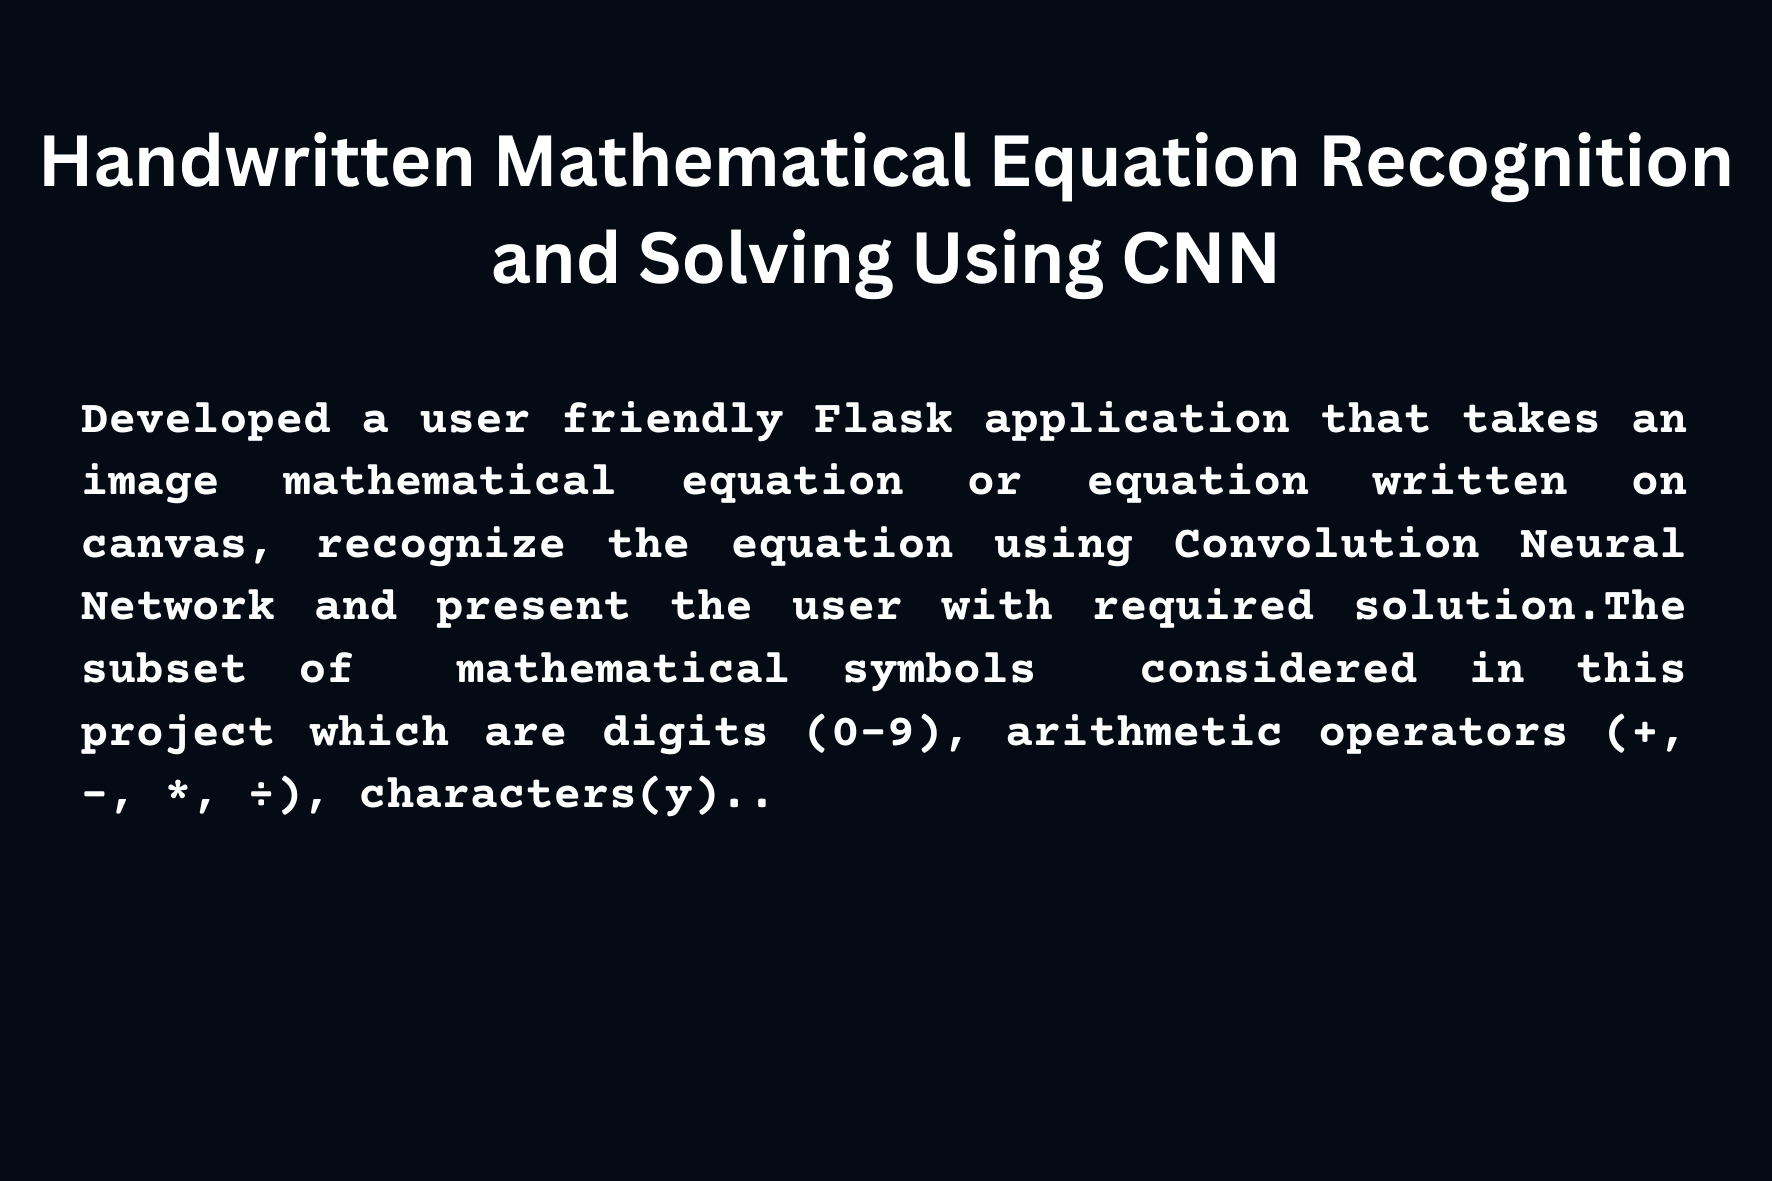 Handwritten Mathematical Equation Recognition
and Solving Using CNN
Developed a user friendly Flask application that takes an
image mathematical equation or equation written on
canvas, recognize the equation using Convolution Neural
Network and present the user with required solution.The
subset of mathematical symbols considered in this
project which are digits (0-9), arithmetic operators (+,
-, *, ÷), characters(y)..